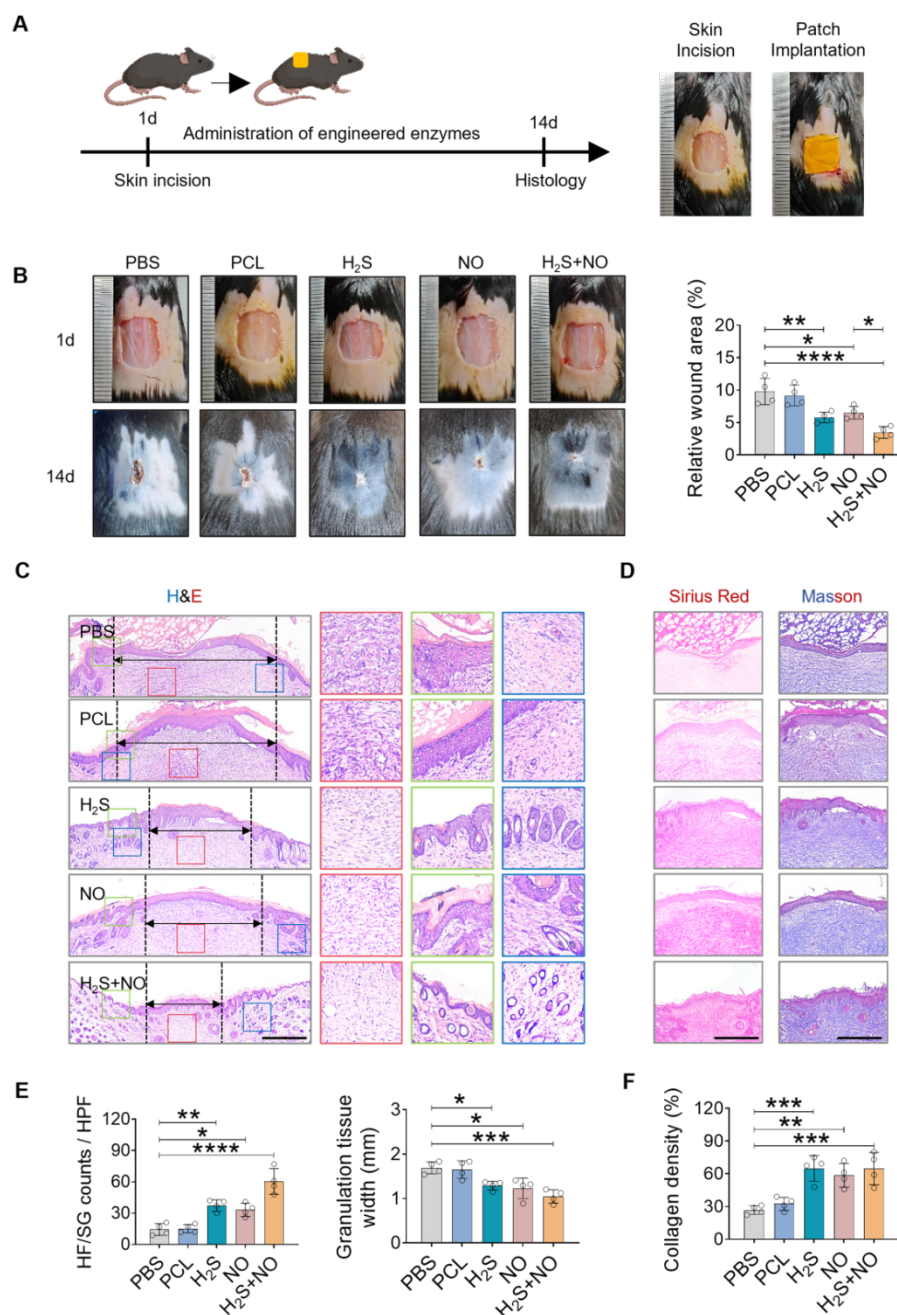 A
Skin
Incision
Patch
Implantation
1d
Administration of engineered enzymes
14d
Skin incision
Histology
B
PBS
PCL
H₂S
NO
H₂S+NO
1d
14d
Relative wound area (%)
20
15
10
5
0
**
*
*
****
PBS
PCL
H₂S
NO
H₂S+NO
C
H&E
PBS
PCL
H₂S
NO
H₂S+NO
D
Sirius Red
Masson
E
HF/SG counts / HPF
120
90
60
30
0
**
*
****
PBS
PCL
H₂S
NO
H₂S+NO
Granulation tissue
width (mm)
3
2
1
0
*
*
***
PBS
PCL
H₂S
NO
H₂S+NO
F
Collagen density (%)
120
90
60
30
0
***
**
***
PBS
PCL
H₂S
NO
H₂S+NO